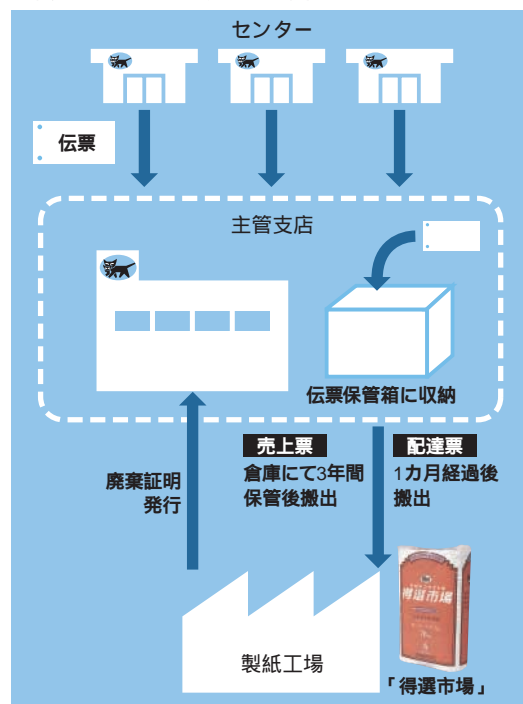 センター
伝票
主管支店
伝票保管箱に収納
売上票
倉庫にて3年間
保管後搬出
配達票
1カ月経過後
搬出
廃棄証明
発行
得選市場
製紙工場
「得選市場」